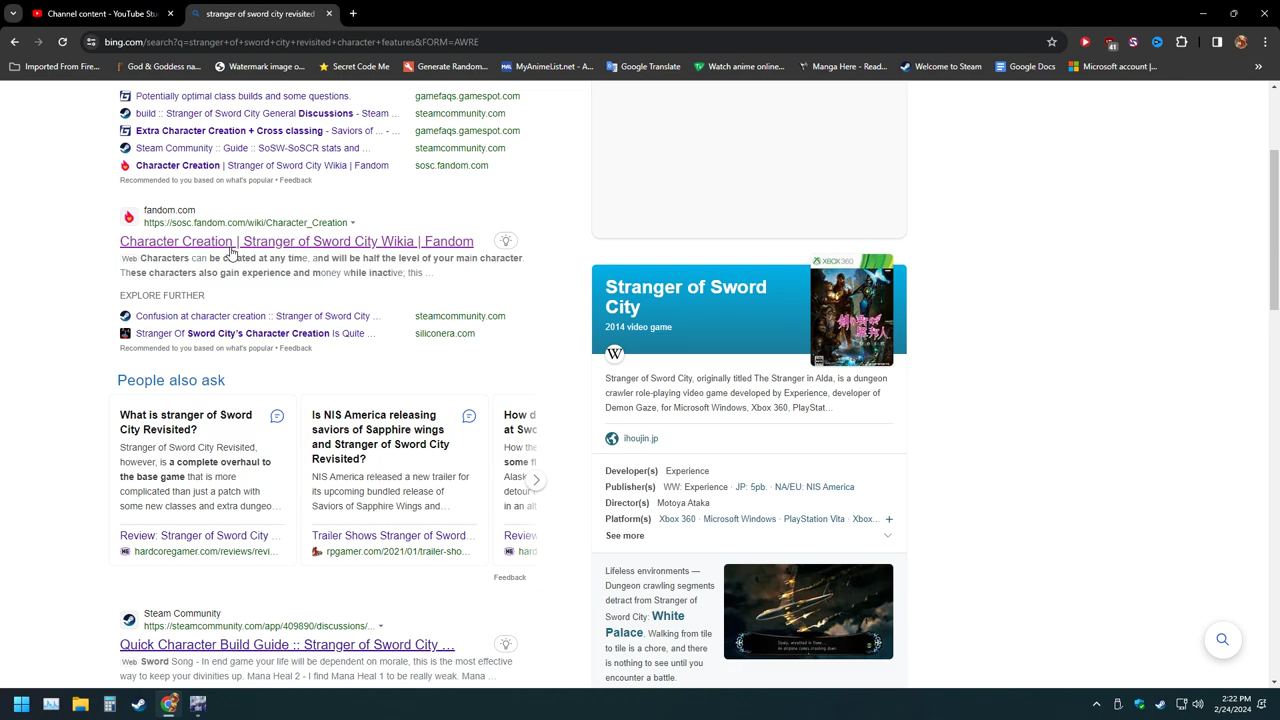 Content - YouTube Stu
stranger of sword city revisited
bing.com/search?q=stranger+of+sword+city+revisited+character+features&FORM=AWRE
41
Imported From Firef...
God & Goddess na...
Watermarks
Secret Code Me
Generate Random...
MyAnimeList.net - A...
Google Translate
Watch anime online...
Welcome to Steam
Google Docs
Microsoft account |...
Potentially optimal class builds and some questions.
gamefaqs.gamespot.com
build :: Stranger of Sword City General Discussions - Steam ...
steamcommunity.com
Extra Character Creation + Cross classing - Saviors of ... - ...
gamefaqs.gamespot.com
Steam Community :: Guide :: SoSW-SoSCR stats and ...
steamcommunity.com
Character Creation | Stranger of Sword City Wikia | Fandom
sosc.fandom.com
Recommended to you based on what's popular • Feedback
fandom.com
https://sosc.fandom.com/wiki/Character_Creation
Character Creation | Stranger of Sword City Wikia | Fandom
Web Characters can be created at any time, and will be half the level of your main character.
These characters also gain experience and money while inactive; this ...
EXPLORE FURTHER
Confusion at character creation :: Stranger of Sword City ...
steamcommunity.com
Stranger Of Sword City's Character Creation Is Quite ...
siliconera.com
Recommended to you based on what's popular • Feedback
People also ask
What is stranger of Sword
City Revisited?
Stranger of Sword City Revisited,
however, is a complete overhaul to
the base game that is more
complicated than just a patch with
some new classes and extra dungeo...
Review: Stranger of Sword City ...
hardcoregamer.com/reviews/revi...
Is NIS America releasing
saviors of Sapphire wings
and Stranger of Sword City
Revisited?
NIS America released a new trailer for
its upcoming bundled release of
Saviors of Sapphire Wings and...
Trailer Shows Stranger of Sword...
rpgamer.com/2021/01/trailer-sho...
How d
at Swo
How the
some fl
Alask
detour
in an alt
Review
hard
Feedback
Steam Community
https://steamcommunity.com/app/409890/discussions/...
Quick Character Build Guide :: Stranger of Sword City ...
Web Sword Song - In end game your life will be dependent on morale, this is the most effective
way to keep your divinities up. Mana Heal 2 - I find Mana Heal 1 to be really weak. Mana ...
XBOX360
Stranger of Sword
City
2014 video game
W
Stranger of Sword City, originally titled The Stranger in Alda, is a dungeon
crawler role-playing video game developed by Experience, developer of
Demon Gaze, for Microsoft Windows, Xbox 360, PlayStat...
ihoujin.jp
Developer(s) Experience
Publisher(s) WW: Experience · JP: 5pb. · NA/EU: NIS America
Director(s) Motoya Ataka
Platform(s) Xbox 360 · Microsoft Windows · PlayStation Vita · Xbox...
See more
Lifeless environments —
Dungeon crawling segments
detract from Stranger of
Sword City: White
Palace. Walking from tile
to tile is a chore, and there
is nothing to see until you
encounter a battle.
2:22 PM
2/24/2024